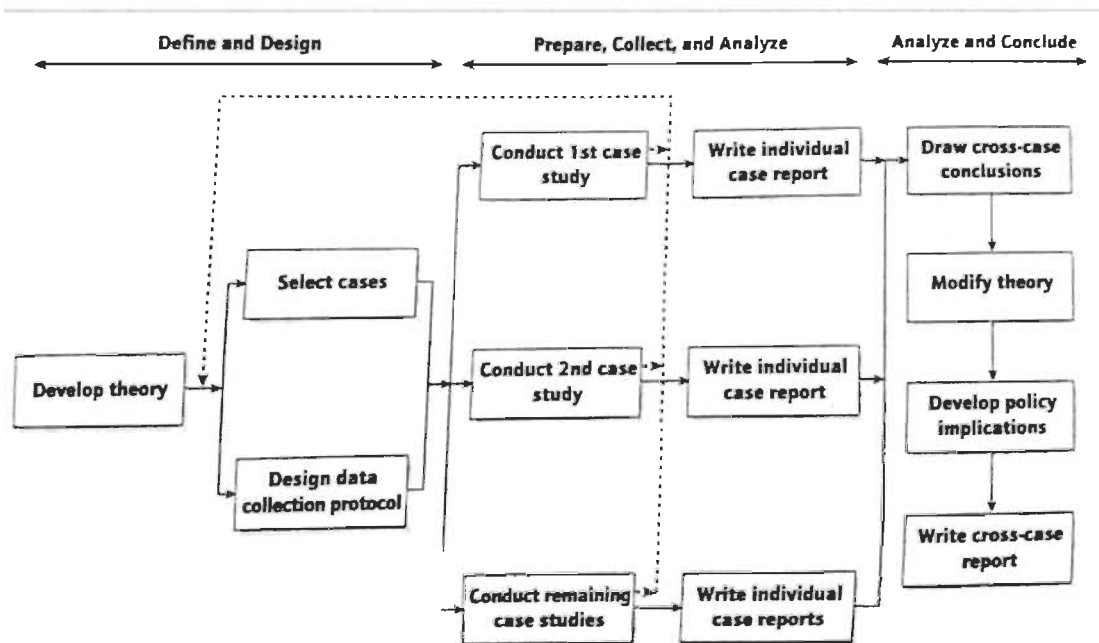 Define and Design
Prepare, Collect, and Analyze
Analyze and Conclude
Conduct 1st case
study
Write individual
case report
Draw cross-case
conclusions
Select cases
Modify theory
Develop theory
Conduct 2nd case
study
Write individual
case report
Develop policy
implications
Design data
collection protocol
Write cross-case
report
Conduct remaining
case studies
Write individual
case reports